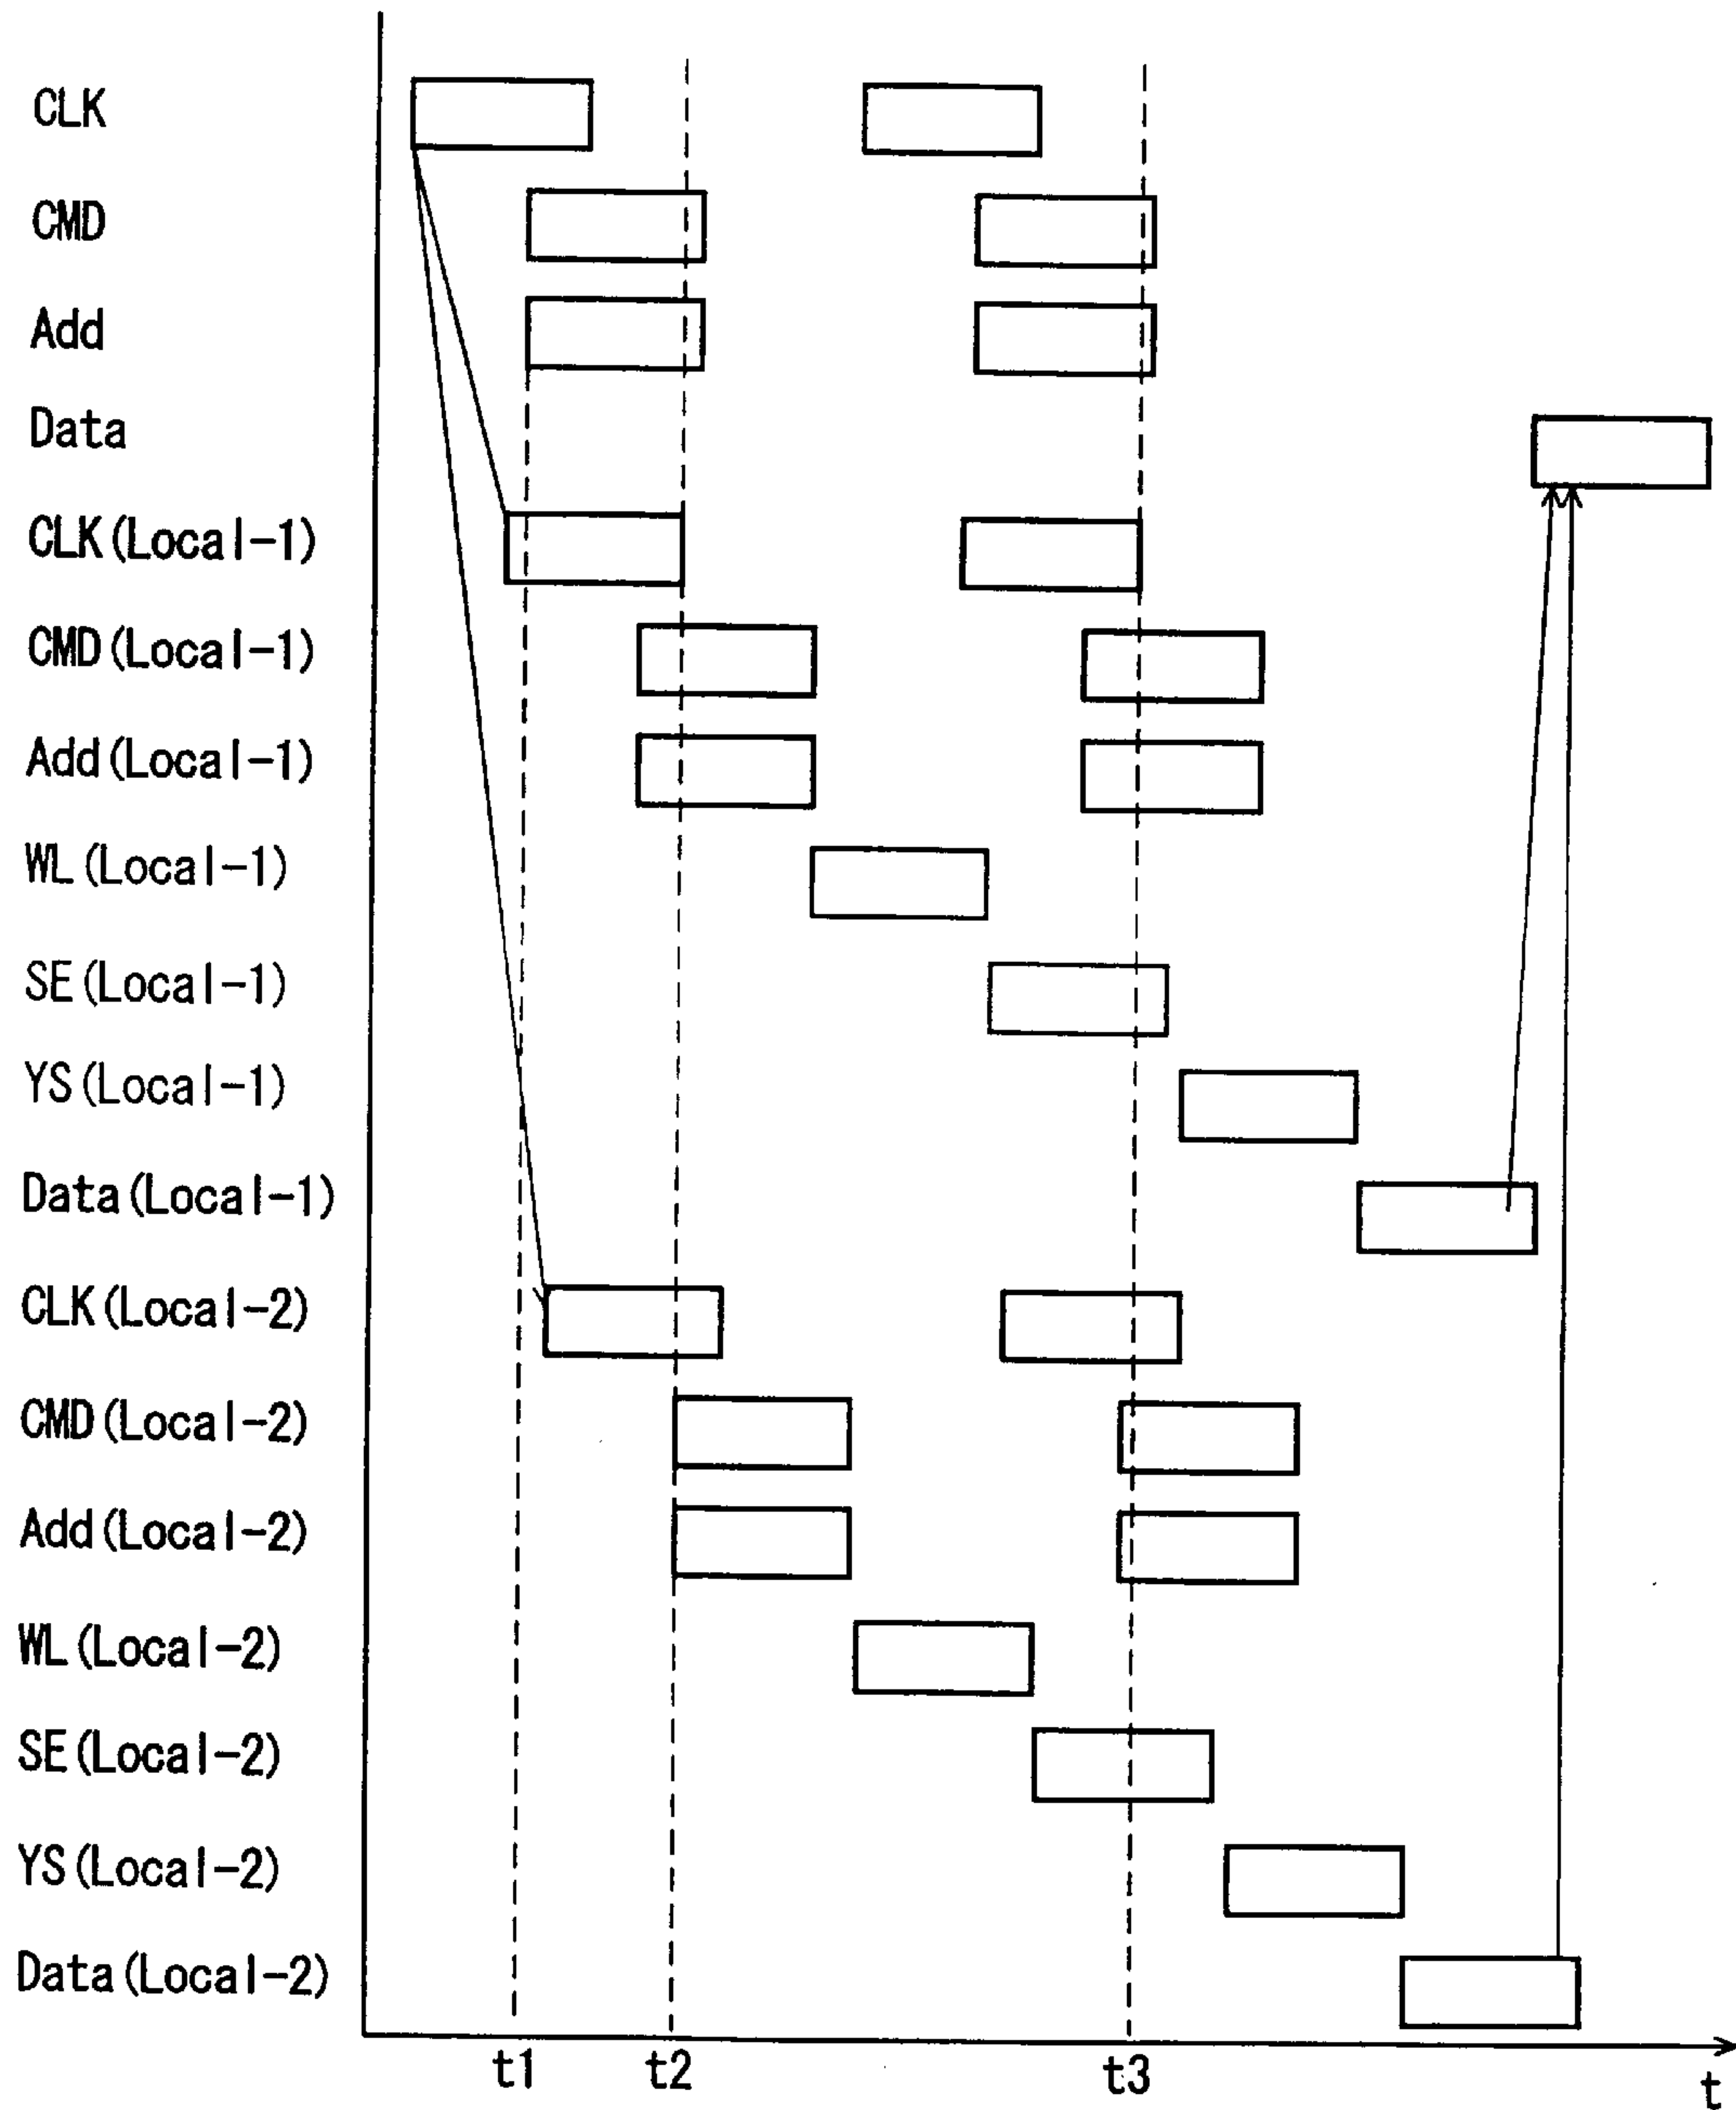 CLK
CMD
Add
Data
CLK(Local-1)
CMD(Local-1)
Add(Local-1)
WL(Local-1)
SE(Local-1)
YS(Local-1)
Data(Local-1)
CLK(Local-2)
CMD(Local-2)
Add(Local-2)
WL(Local-2)
SE(Local-2)
YS(Local-2)
Data(Local-2)
t1 t2 t3 t